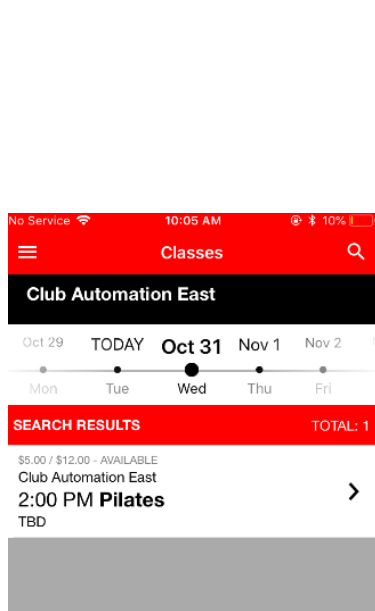 No Service 10:05 AM 10%
Classes
Club Automation East
Oct 29 TODAY Oct 31 Nov 1 Nov 2
Mon Tue Wed Thu Fri
SEARCH RESULTS TOTAL: 1
$5.00 / $12.00 - AVAILABLE
Club Automation East
2:00 PM Pilates
TBD